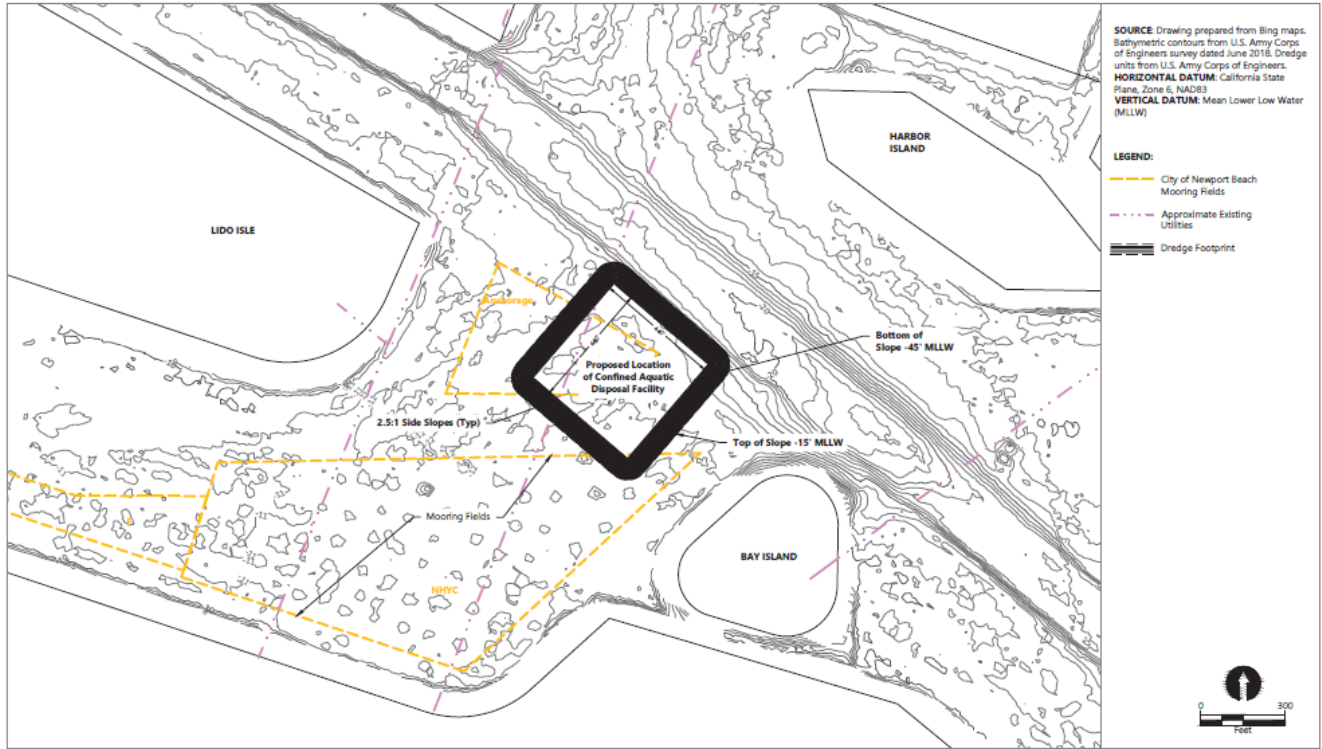 SOURCE: Drawing prepared from Bing maps.
Bathymetric contours from U.S. Army Corps
of Engineers survey dated June 2018. Dredge
units from U.S. Army Corps of Engineers.
HORIZONTAL DATUM: California State
Plane, Zone 6, NAD83
VERTICAL DATUM: Mean Lower Low Water
(MLLW)
LEGEND:
City of Newport Beach
Mooring Fields
Approximate Existing
Utilities
Dredge Footprint
HARBOR
ISLAND
LIDO ISLE
Anchorage
Proposed Location
of Confined Aquatic
Disposal Facility
Bottom of
Slope -45' MLLW
2.5:1 Side Slopes (Typ)
Top of Slope -15' MLLW
Mooring Fields
BAY ISLAND
NHYC
0 300
Feet